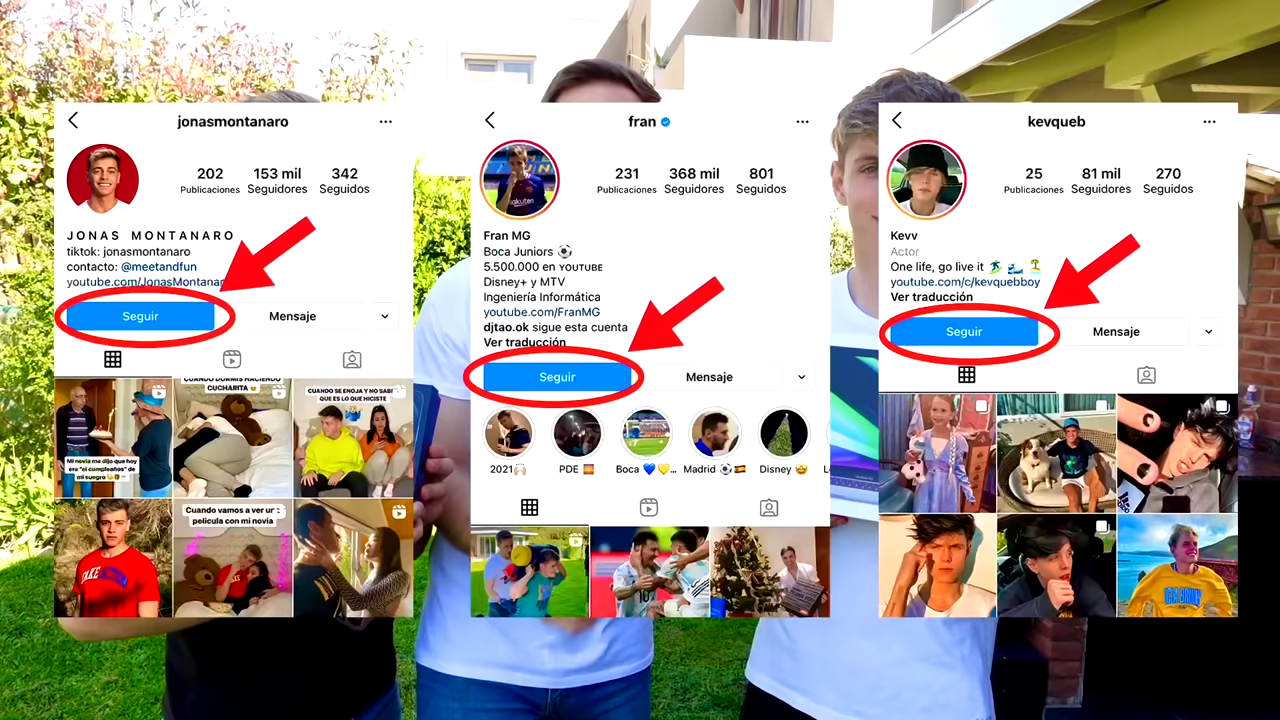 jonasmontanaro
202
153 mil
342
Publicaciones
Seguidores
Seguidos
JONAS MONTANARO
tiktok: jonasmontanaro
contacto: @meetandfun
youtube.com/JonasMontanar
Seguir
Mensaje
CUANDO DORMIS HACIENDO
CUCHARITA
CUANDO SE ENOJA Y NO SABE
QUE ES LO QUE HICISTE
Mi novia me dijo que hoy
era "el cumpleaños" de
mi suegro
Cuando vamos a ver una
película con mi novia
fran
231
368 mil
801
Publicaciones
Seguidores
Seguidos
Fran MG
Boca Juniors ⚽
5.500.000 en YOUTUBE
Disney+ y MTV
Ingeniería Informática
youtube.com/FranMG
djtao.ok sigue esta cuenta
Ver traducción
Seguir
Mensaje
2021
PDE
Boca 💙💛...
Madrid ⚽🇪🇸
Disney 🤩
kevqueb
25
81 mil
270
Publicaciones
Seguidores
Seguidos
Kevv
Actor
One life, go live it 🏄 🌊 🏝️
youtube.com/c/kevquebboy
Ver traducción
Seguir
Mensaje